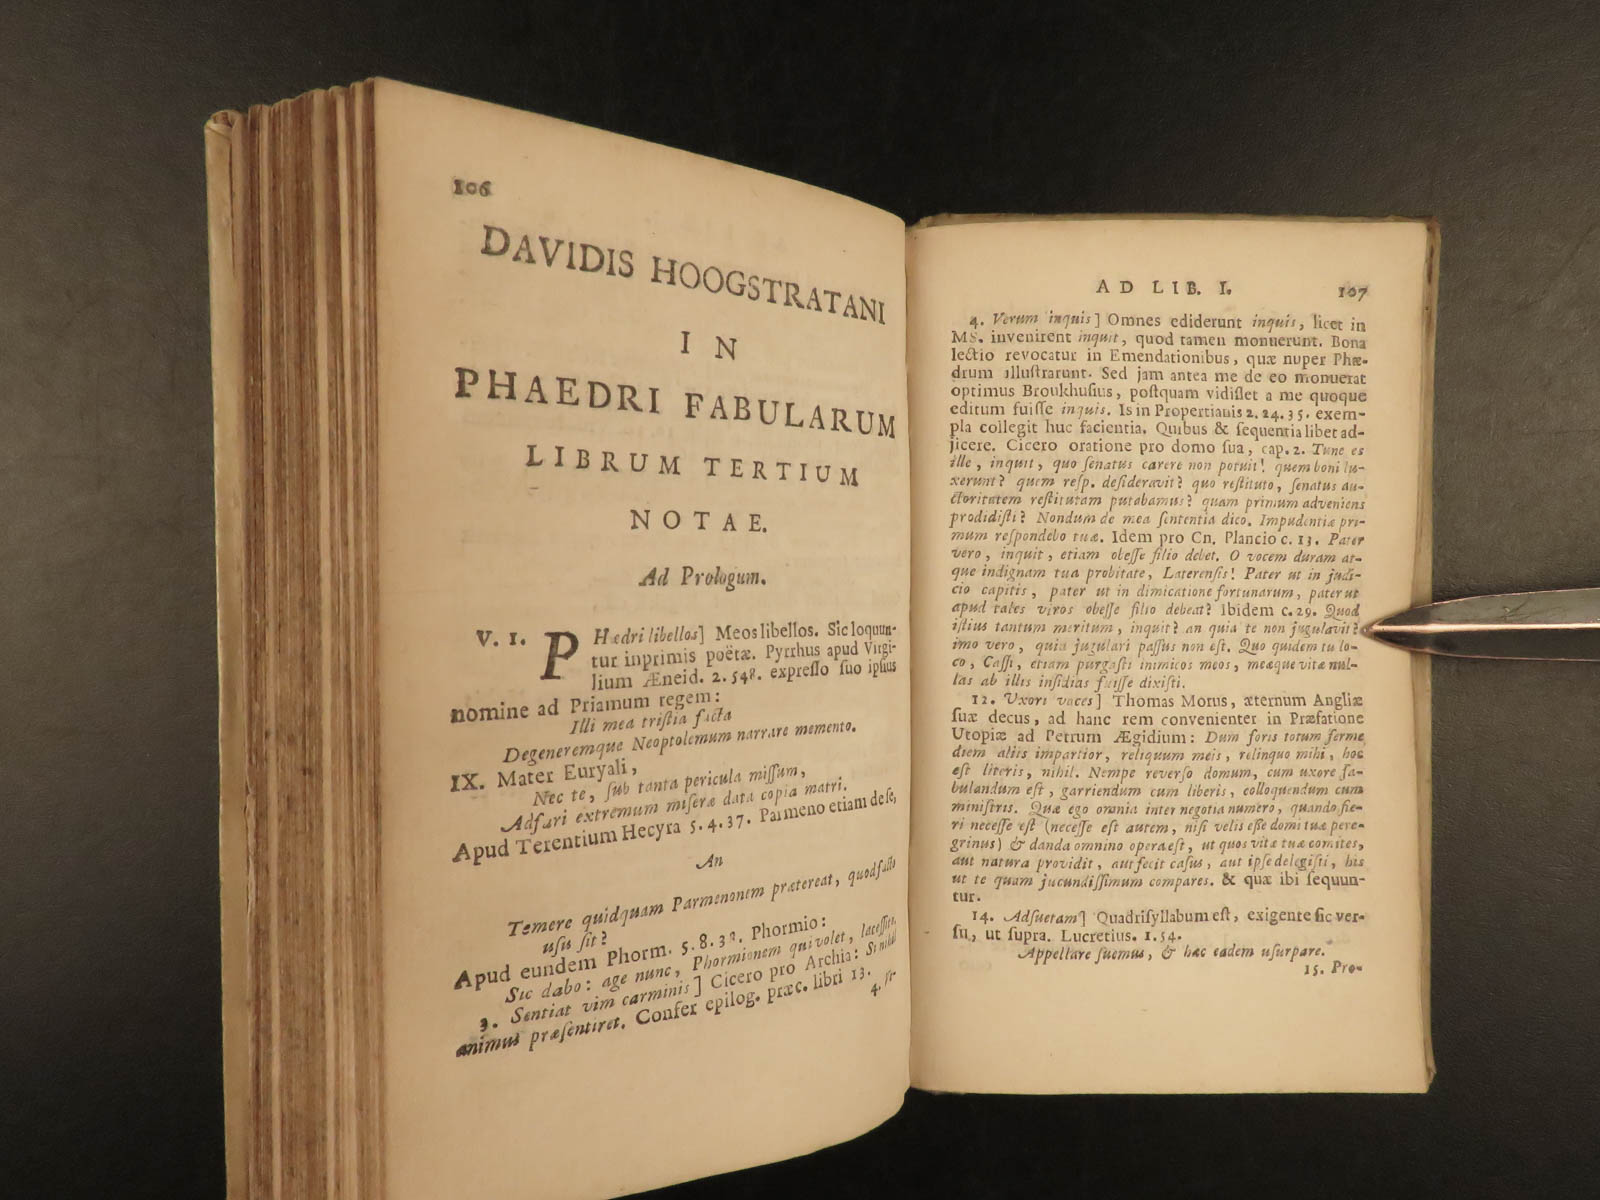 106
DAVIDIS HOOGSTRATANI
IN
PHAEDRI FABULARUM
LIBRUM TERTIUM
NOTAE.
Ad Prologum.
V. 1. PHædri libellos] Meos libellos. Sic loquun-
tur inprimis poëtæ. Pyrrhus apud Virgi-
lium Æneid. 2. 548. expresso suo ipsius
nomine ad Priamum regem:
Illi mea tristia facta
Degeneremque Neoptolemum narrare memento.
IX. Mater Euryali,
Nec te, sub tanta pericula missum,
Adfari extremum miseræ data copia matri.
Apud Terentium Hecyra 5. 4. 37. Parmeno etiam de se,
An
Temere quidquam Parmenonem prætereat, quod facto
usu sit?
Apud eundem Phorm. 5. 8. Phormio:
Sic dabo: age nunc, Phormionem qui volet, lacessito.
3. Sentiat vim carminis] Cicero pro Archia: Si nihil
animus præsentiret. Confer epilog. præc. libri 13.
4.
AD LIB. I. 107
4. Verum inquis] Omnes ediderunt inquis, licet in
MS. invenirent inquit, quod tamen monuerunt. Bona
lectio revocatur in Emendationibus, quæ nuper Phæ-
drum illustrarunt. Sed jam antea me de eo monuerat
optimus Broukhusius, postquam vidisset a me quoque
editum fuisse inquis. Is in Propertianis 2. 24. 35. exem-
pla collegit huc facientia. Quibus & sequentia libet ad-
jicere. Cicero oratione pro domo sua, cap. 2. Tune es
ille, inquit, quo senatus carere non potuit! quem boni lu-
xerunt? quem resp. desideravit? quo restituto, senatus au-
ctoritatem restitutam putabamus? quam primum adveniens
prodidisti? Nondum de mea sententia dico. Impudentiæ pri-
mum respondebo tuæ. Idem pro Cn. Plancio c. 13. Pater
vero, inquit, etiam obesse filio debet. O vocem duram at-
que indignam tua probitate, Laterensis! Pater ut in judi-
cio capitis, pater ut in dimicatione fortunarum, pater ut
apud tales viros obesse filio debeat? Ibidem c. 29. Quod
istius tantum meritum, inquit? an quia te non jugulavit?
imo vero, quia jugulari passus non est. Quo quidem tu lo-
co, Cassi, etiam purgasti inimicos meos, meæque vitæ nul-
las ab illis insidias fuisse dixisti.
12. Uxori voces] Thomas Morus, æternum Angliæ
suæ decus, ad hanc rem convenienter in Præfatione
Utopiæ ad Petrum Ægidium: Dum foris totum ferme
diem aliis impartior, reliquum meis, relinquo mihi, hoc
est literis, nihil. Nempe reverso domum, cum uxore fa-
bulandum est, garriendum cum liberis, colloquendum cum
ministris. Quæ ego omnia inter negotia numero, quando fie-
ri necesse est (necesse est autem, nisi velis esse domi tuæ pere-
grinus) & danda omnino opera est, ut quos vitæ tuæ comites,
aut natura providit, aut fecit casus, aut ipse delegisti, his
ut te quam jucundissimum compares. & quæ ibi sequun-
tur.
14. Adsuetam] Quadrisyllabum est, exigente sic ver-
su, ut supra. Lucretius. 1. 54.
Appellare suemus, & hæc eadem usurpare.
15. Pro-